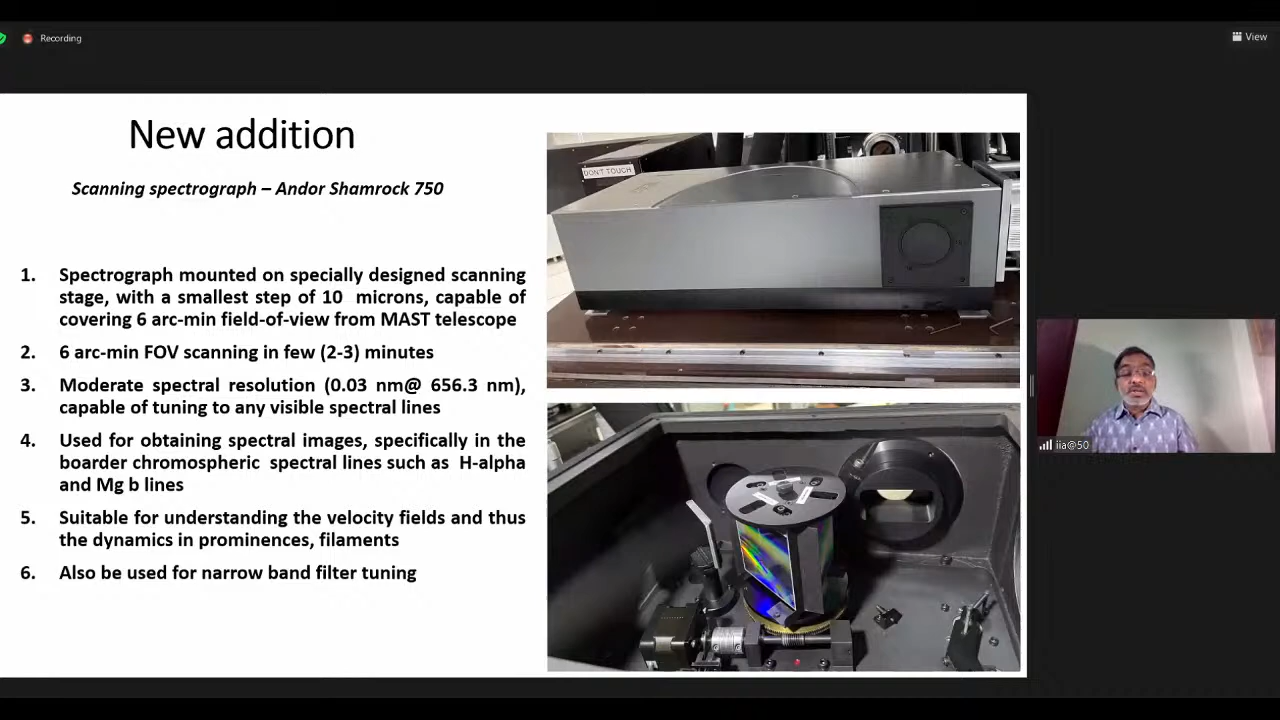 Recording
View
New addition
Scanning spectrograph – Andor Shamrock 750
1. Spectrograph mounted on specially designed scanning
stage, with a smallest step of 10 microns, capable of
covering 6 arc-min field-of-view from MAST telescope
2. 6 arc-min FOV scanning in few (2-3) minutes
3. Moderate spectral resolution (0.03 nm@ 656.3 nm),
capable of tuning to any visible spectral lines
4. Used for obtaining spectral images, specifically in the
boarder chromospheric spectral lines such as H-alpha
and Mg b lines
5. Suitable for understanding the velocity fields and thus
the dynamics in prominences, filaments
6. Also be used for narrow band filter tuning
DON'T TOUCH
iia@50